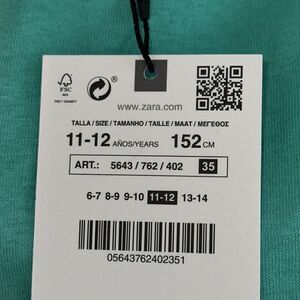 FSC
MIX
www.zara.com
TALLA / SIZE / TAMANHO / TAILLE / MAAT / ΜΕΓΕΘΟΣ
11-12 AÑOS/YEARS 152 CM
ART.: 5643 / 762 / 402 35
6-7 8-9 9-10 11-12 13-14
05643762402351